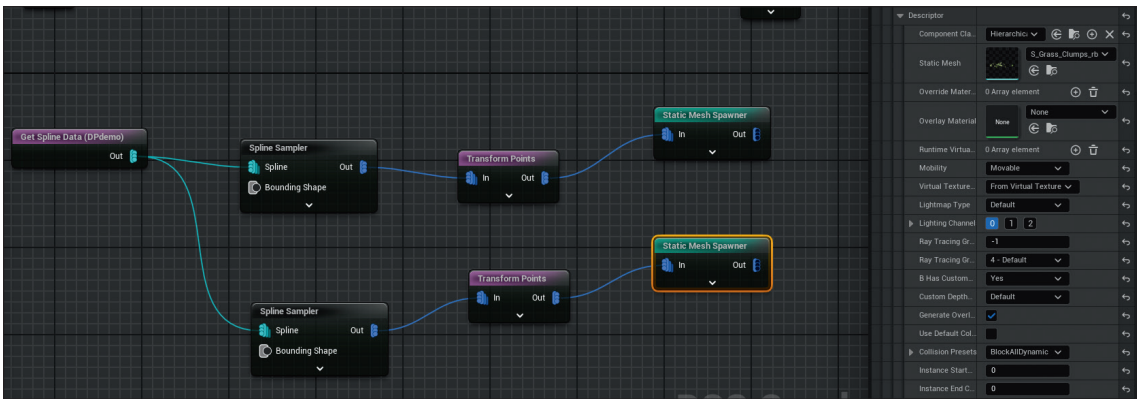 Get Spline Data (DPdemo)
Out
Spline Sampler
Spline
Out
Bounding Shape
Transform Points
In
Out
Static Mesh Spawner
In
Out
Spline Sampler
Spline
Out
Bounding Shape
Transform Points
In
Out
Static Mesh Spawner
In
Out
Descriptor
Component Cla...
Hierarchica
Static Mesh
S_Grass_Clumps_rb
Override Mater...
0 Array element
Overlay Material
None
None
Runtime Virtua...
0 Array element
Mobility
Movable
Virtual Texture...
From Virtual Texture
Lightmap Type
Default
Lighting Channel
0 1 2
Ray Tracing Gr...
-1
Ray Tracing Gr...
4 - Default
B Has Custom...
Yes
Custom Depth...
Default
Generate Overl...
Use Default Col...
Collision Presets
BlockAllDynamic
Instance Start...
0
Instance End C...
0